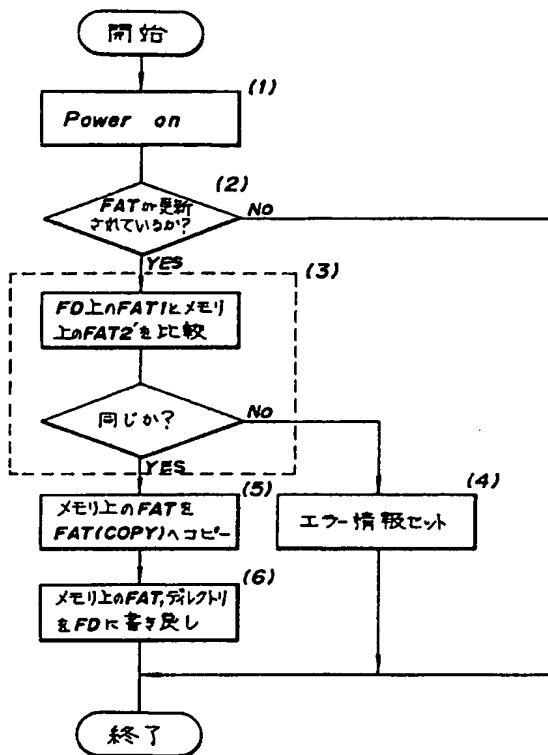 開始
(1)
Power on
(2)
FATが更新
されているか?
No
YES
(3)
FD上のFAT1とメモリ
上のFAT2'を比較
同じか?
No
YES
(5)
メモリ上のFATを
FAT(COPY)へコピー
(4)
エラー情報セット
(6)
メモリ上のFAT,ディレクトリ
をFDに書き戻し
終了